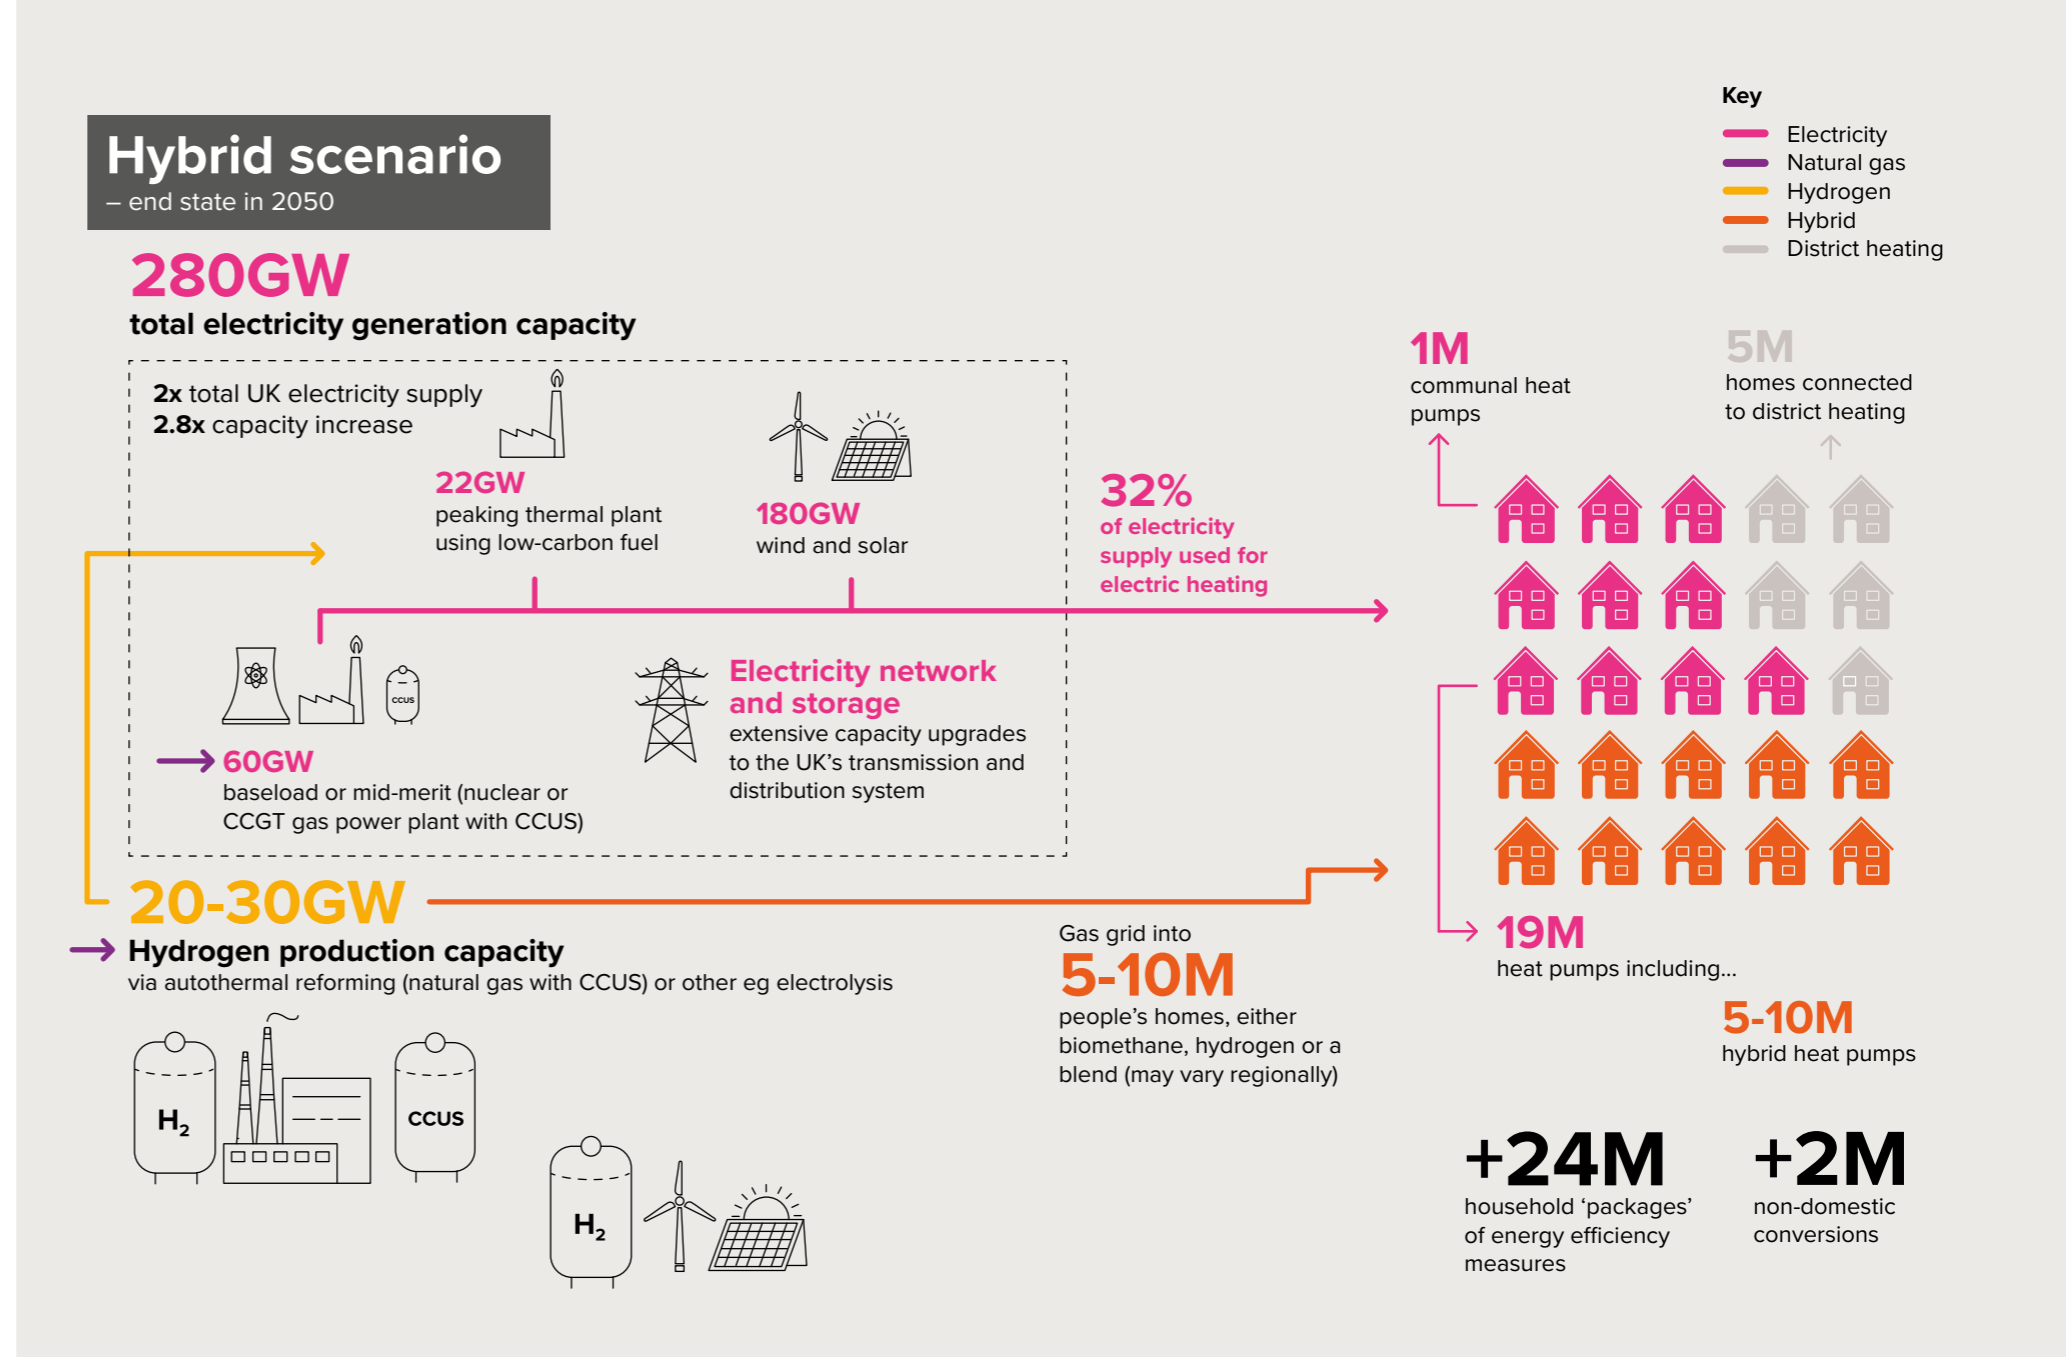 Hybrid scenario
– end state in 2050
Key
Electricity
Natural gas
Hydrogen
Hybrid
District heating
280GW
total electricity generation capacity
2x total UK electricity supply
2.8x capacity increase
22GW
peaking thermal plant
using low-carbon fuel
180GW
wind and solar
32%
of electricity
supply used for
electric heating
1M
communal heat
pumps
5M
homes connected
to district heating
CCUS
60GW
baseload or mid-merit (nuclear or
CCGT gas power plant with CCUS)
Electricity network
and storage
extensive capacity upgrades
to the UK’s transmission and
distribution system
20-30GW
Hydrogen production capacity
via autothermal reforming (natural gas with CCUS) or other eg electrolysis
H₂
CCUS
H₂
Gas grid into
5-10M
people’s homes, either
biomethane, hydrogen or a
blend (may vary regionally)
19M
heat pumps including...
5-10M
hybrid heat pumps
+24M
household ‘packages’
of energy efficiency
measures
+2M
non-domestic
conversions